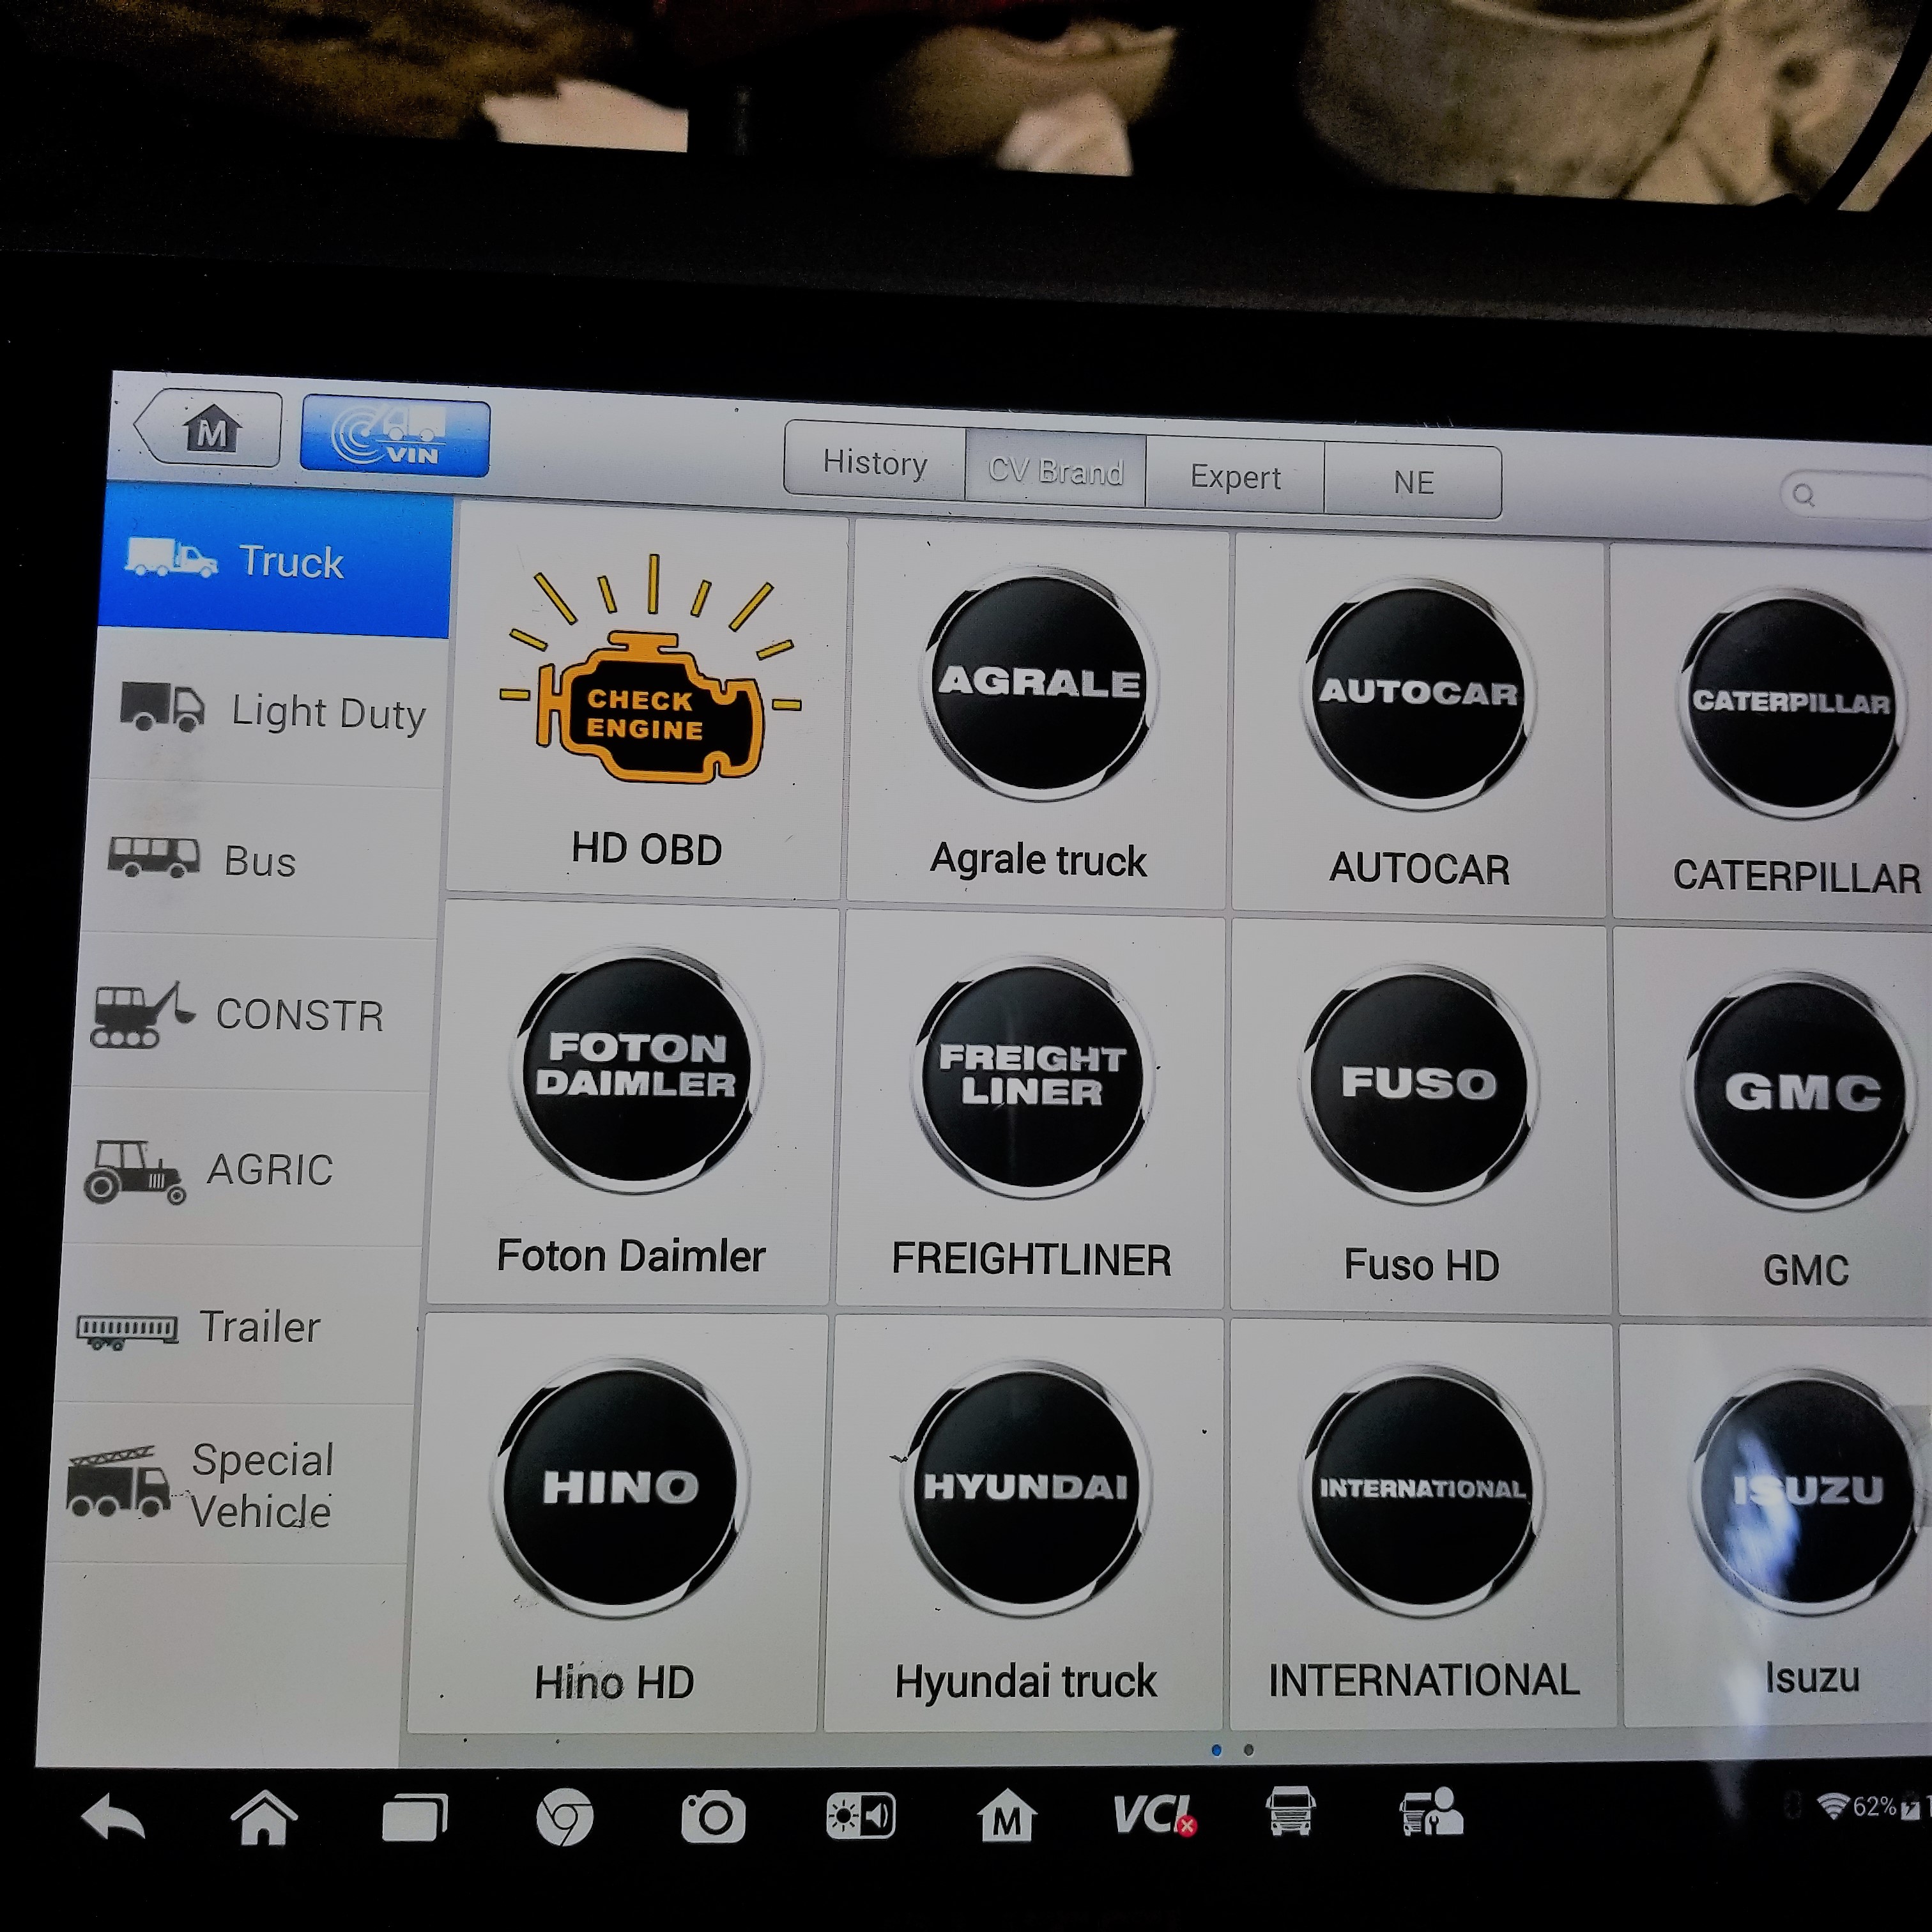 M
VIN
History
CV Brand
Expert
NE
Truck
Light Duty
Bus
CONSTR
AGRIC
Trailer
Special
Vehicle
CHECK
ENGINE
HD OBD
AGRALE
Agrale truck
AUTOCAR
AUTOCAR
CATERPILLAR
CATERPILLAR
FOTON
DAIMLER
Foton Daimler
FREIGHT
LINER
FREIGHTLINER
FUSO
Fuso HD
GMC
GMC
HINO
Hino HD
HYUNDAI
Hyundai truck
INTERNATIONAL
INTERNATIONAL
ISUZU
Isuzu
M
VCI
62%